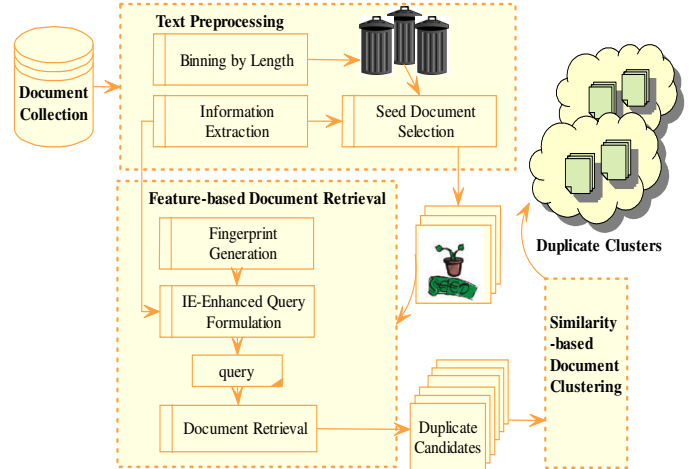 Text Preprocessing
Document
Collection
Binning by Length
Information
Extraction
Seed Document
Selection
Feature-based Document Retrieval
Fingerprint
Generation
IE-Enhanced Query
Formulation
query
Document Retrieval
seed
Duplicate
Candidates
Similarity
-based
Document
Clustering
Duplicate Clusters